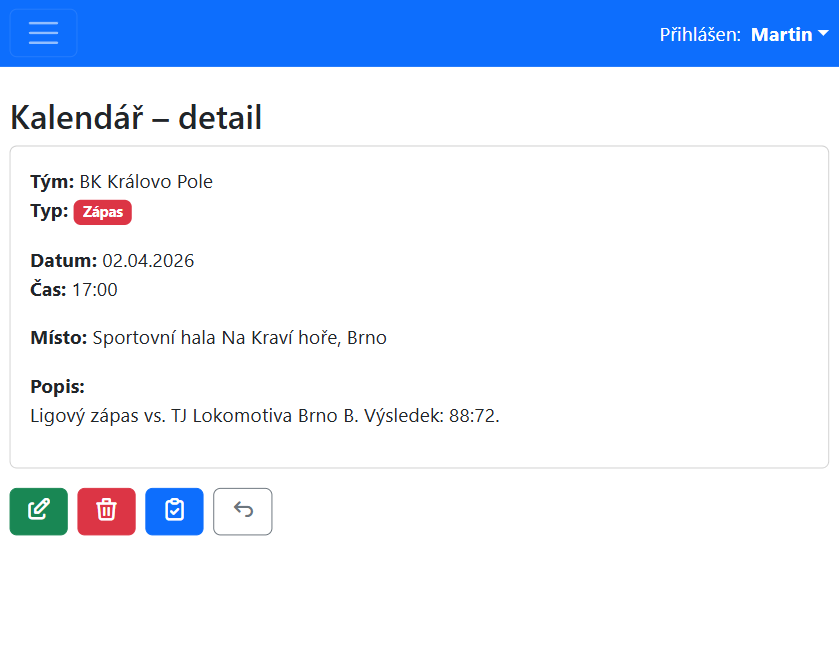 Přihlášen: Martin
Kalendář – detail
Tým: BK Královo Pole
Typ: Zápas
Datum: 02.04.2026
Čas: 17:00
Místo: Sportovní hala Na Kraví hoře, Brno
Popis:
Ligový zápas vs. TJ Lokomotiva Brno B. Výsledek: 88:72.